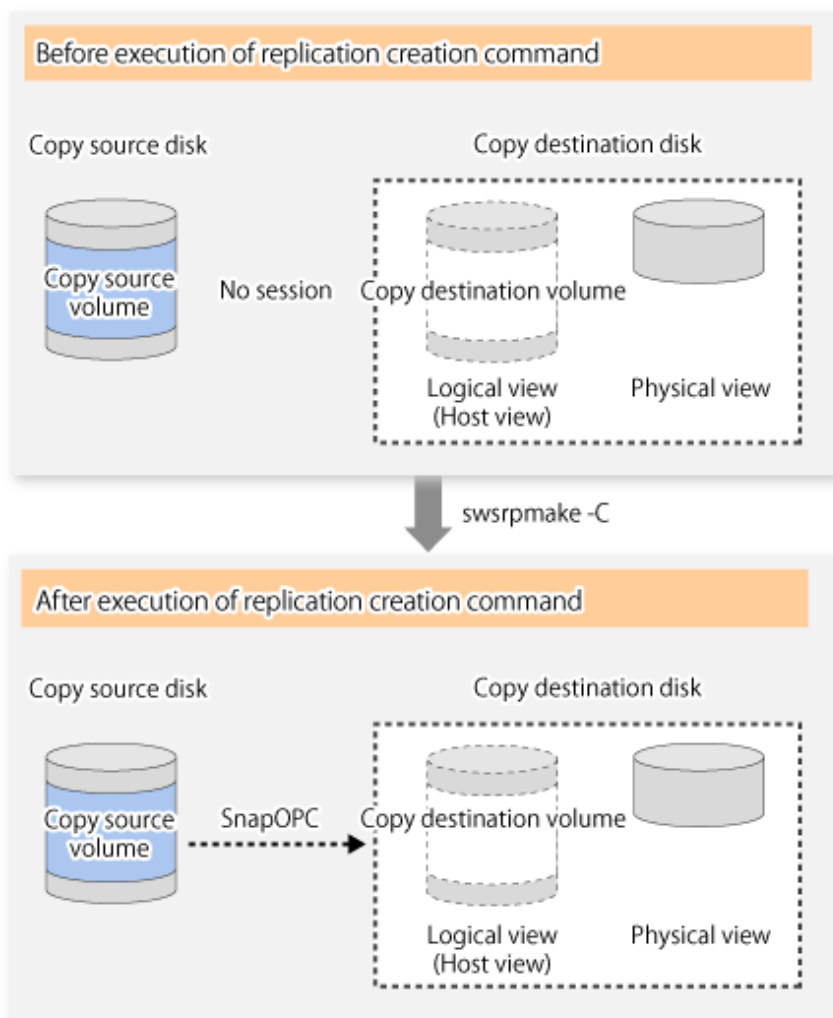 Before execution of replication creation command
Copy source disk
Copy destination disk
Copy source
volume
No session
Copy destination volume
Logical view
(Host view)
Physical view
swsrpmake -C
After execution of replication creation command
Copy source disk
Copy destination disk
Copy source
volume
SnapOPC
Copy destination volume
Logical view
(Host view)
Physical view